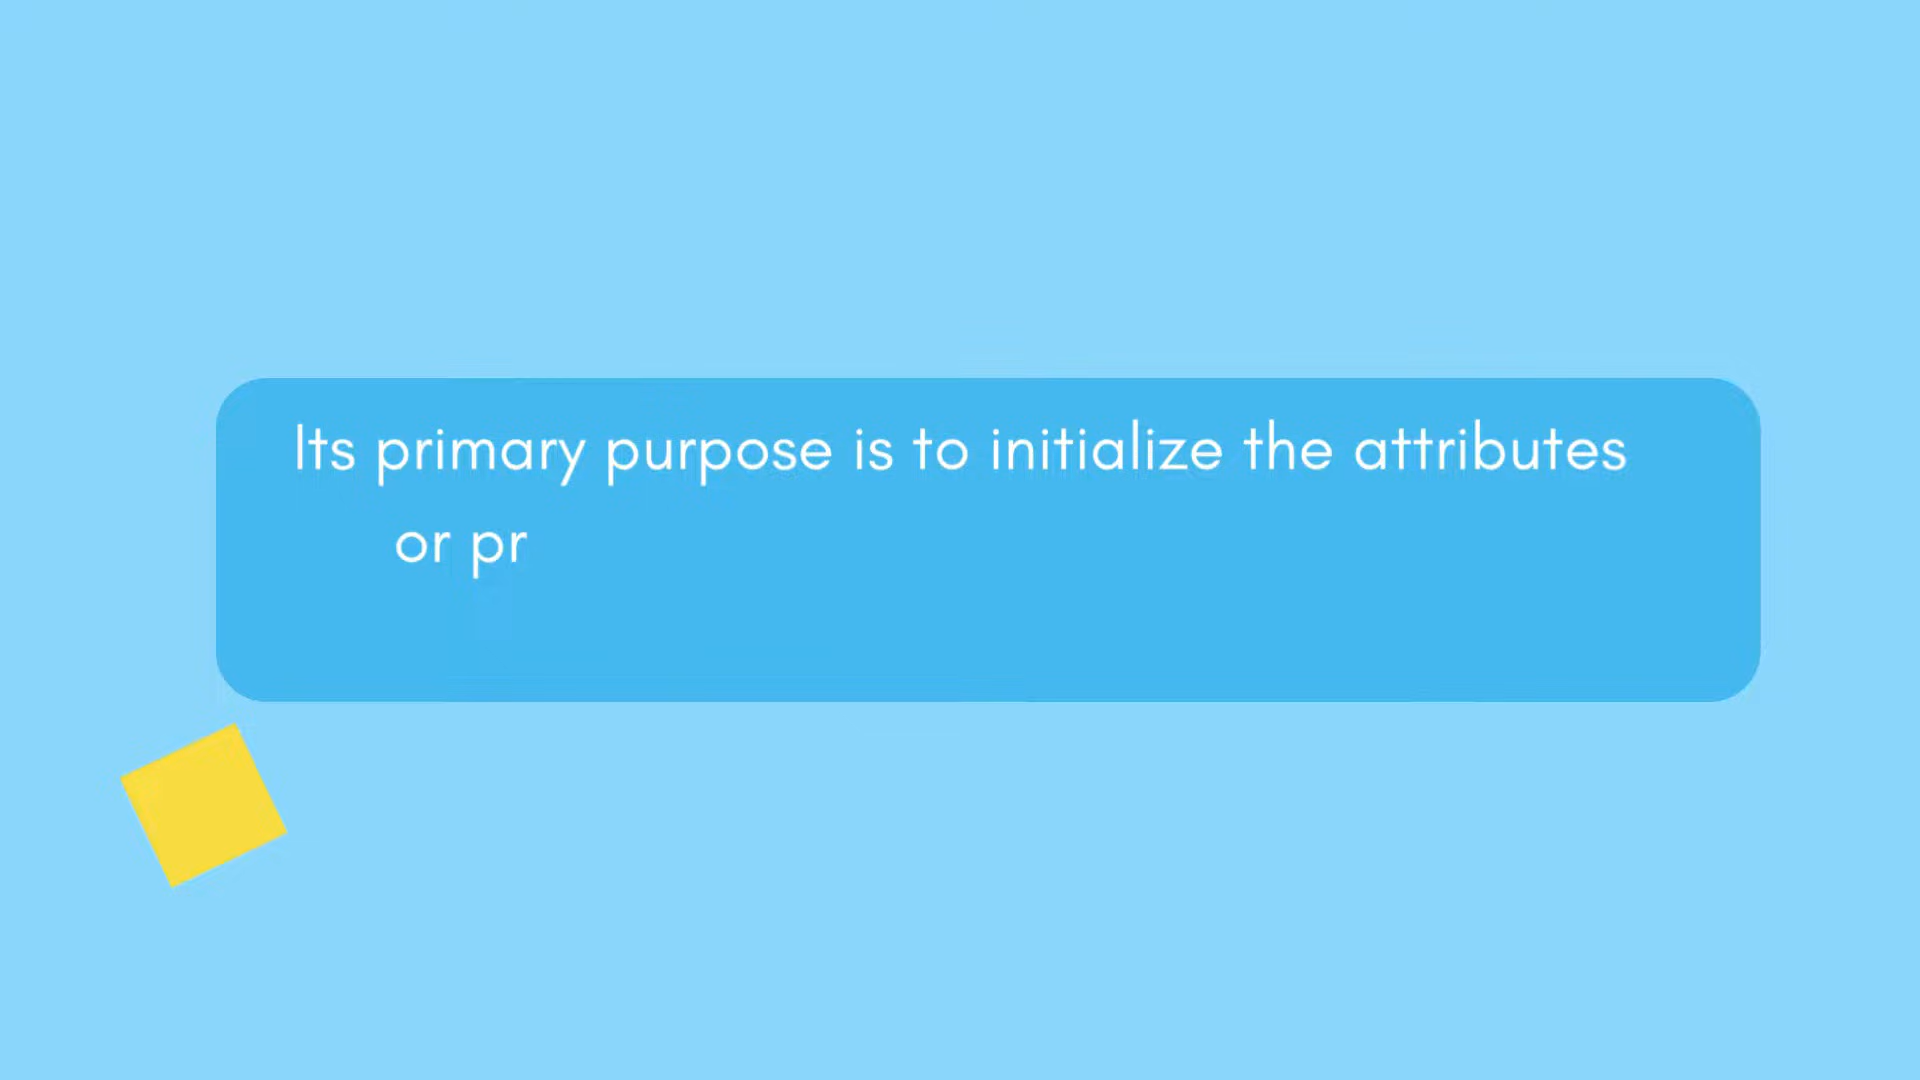 Its primary purpose is to initialize the attributes
or pr